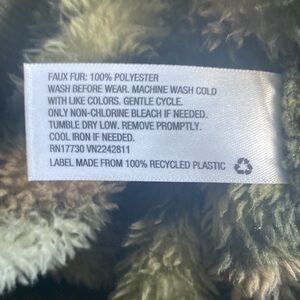 FAUX FUR: 100% POLYESTER
WASH BEFORE WEAR. MACHINE WASH COLD
WITH LIKE COLORS. GENTLE CYCLE.
ONLY NON-CHLORINE BLEACH IF NEEDED.
TUMBLE DRY LOW. REMOVE PROMPTLY.
COOL IRON IF NEEDED.
RN17730 VN2242811
LABEL MADE FROM 100% RECYCLED PLASTIC